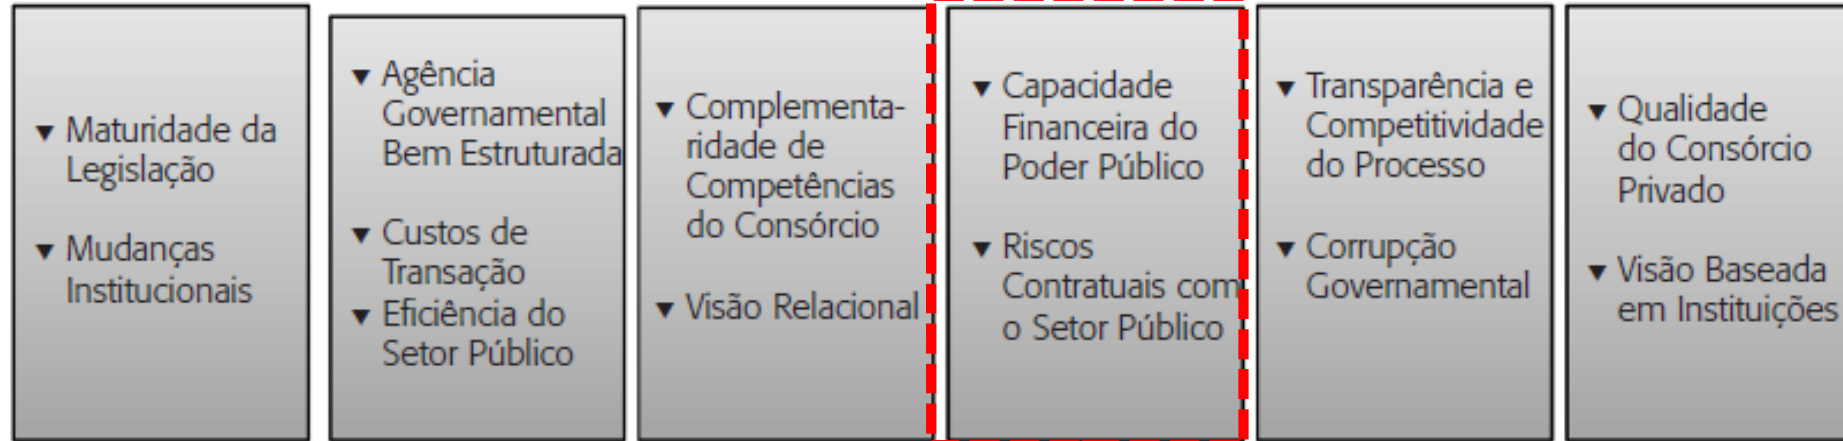 ▼ Maturidade da
Legislação
▼ Mudanças
Institucionais
▼ Agência
Governamental
Bem Estruturada
▼ Custos de
Transação
▼ Eficiência do
Setor Público
▼ Complementa-
ridade de
Competências
do Consórcio
▼ Visão Relacional
▼ Capacidade
Financeira do
Poder Público
▼ Riscos
Contratuais com
o Setor Público
▼ Transparência e
Competitividade
do Processo
▼ Corrupção
Governamental
▼ Qualidade
do Consórcio
Privado
▼ Visão Baseada
em Instituições